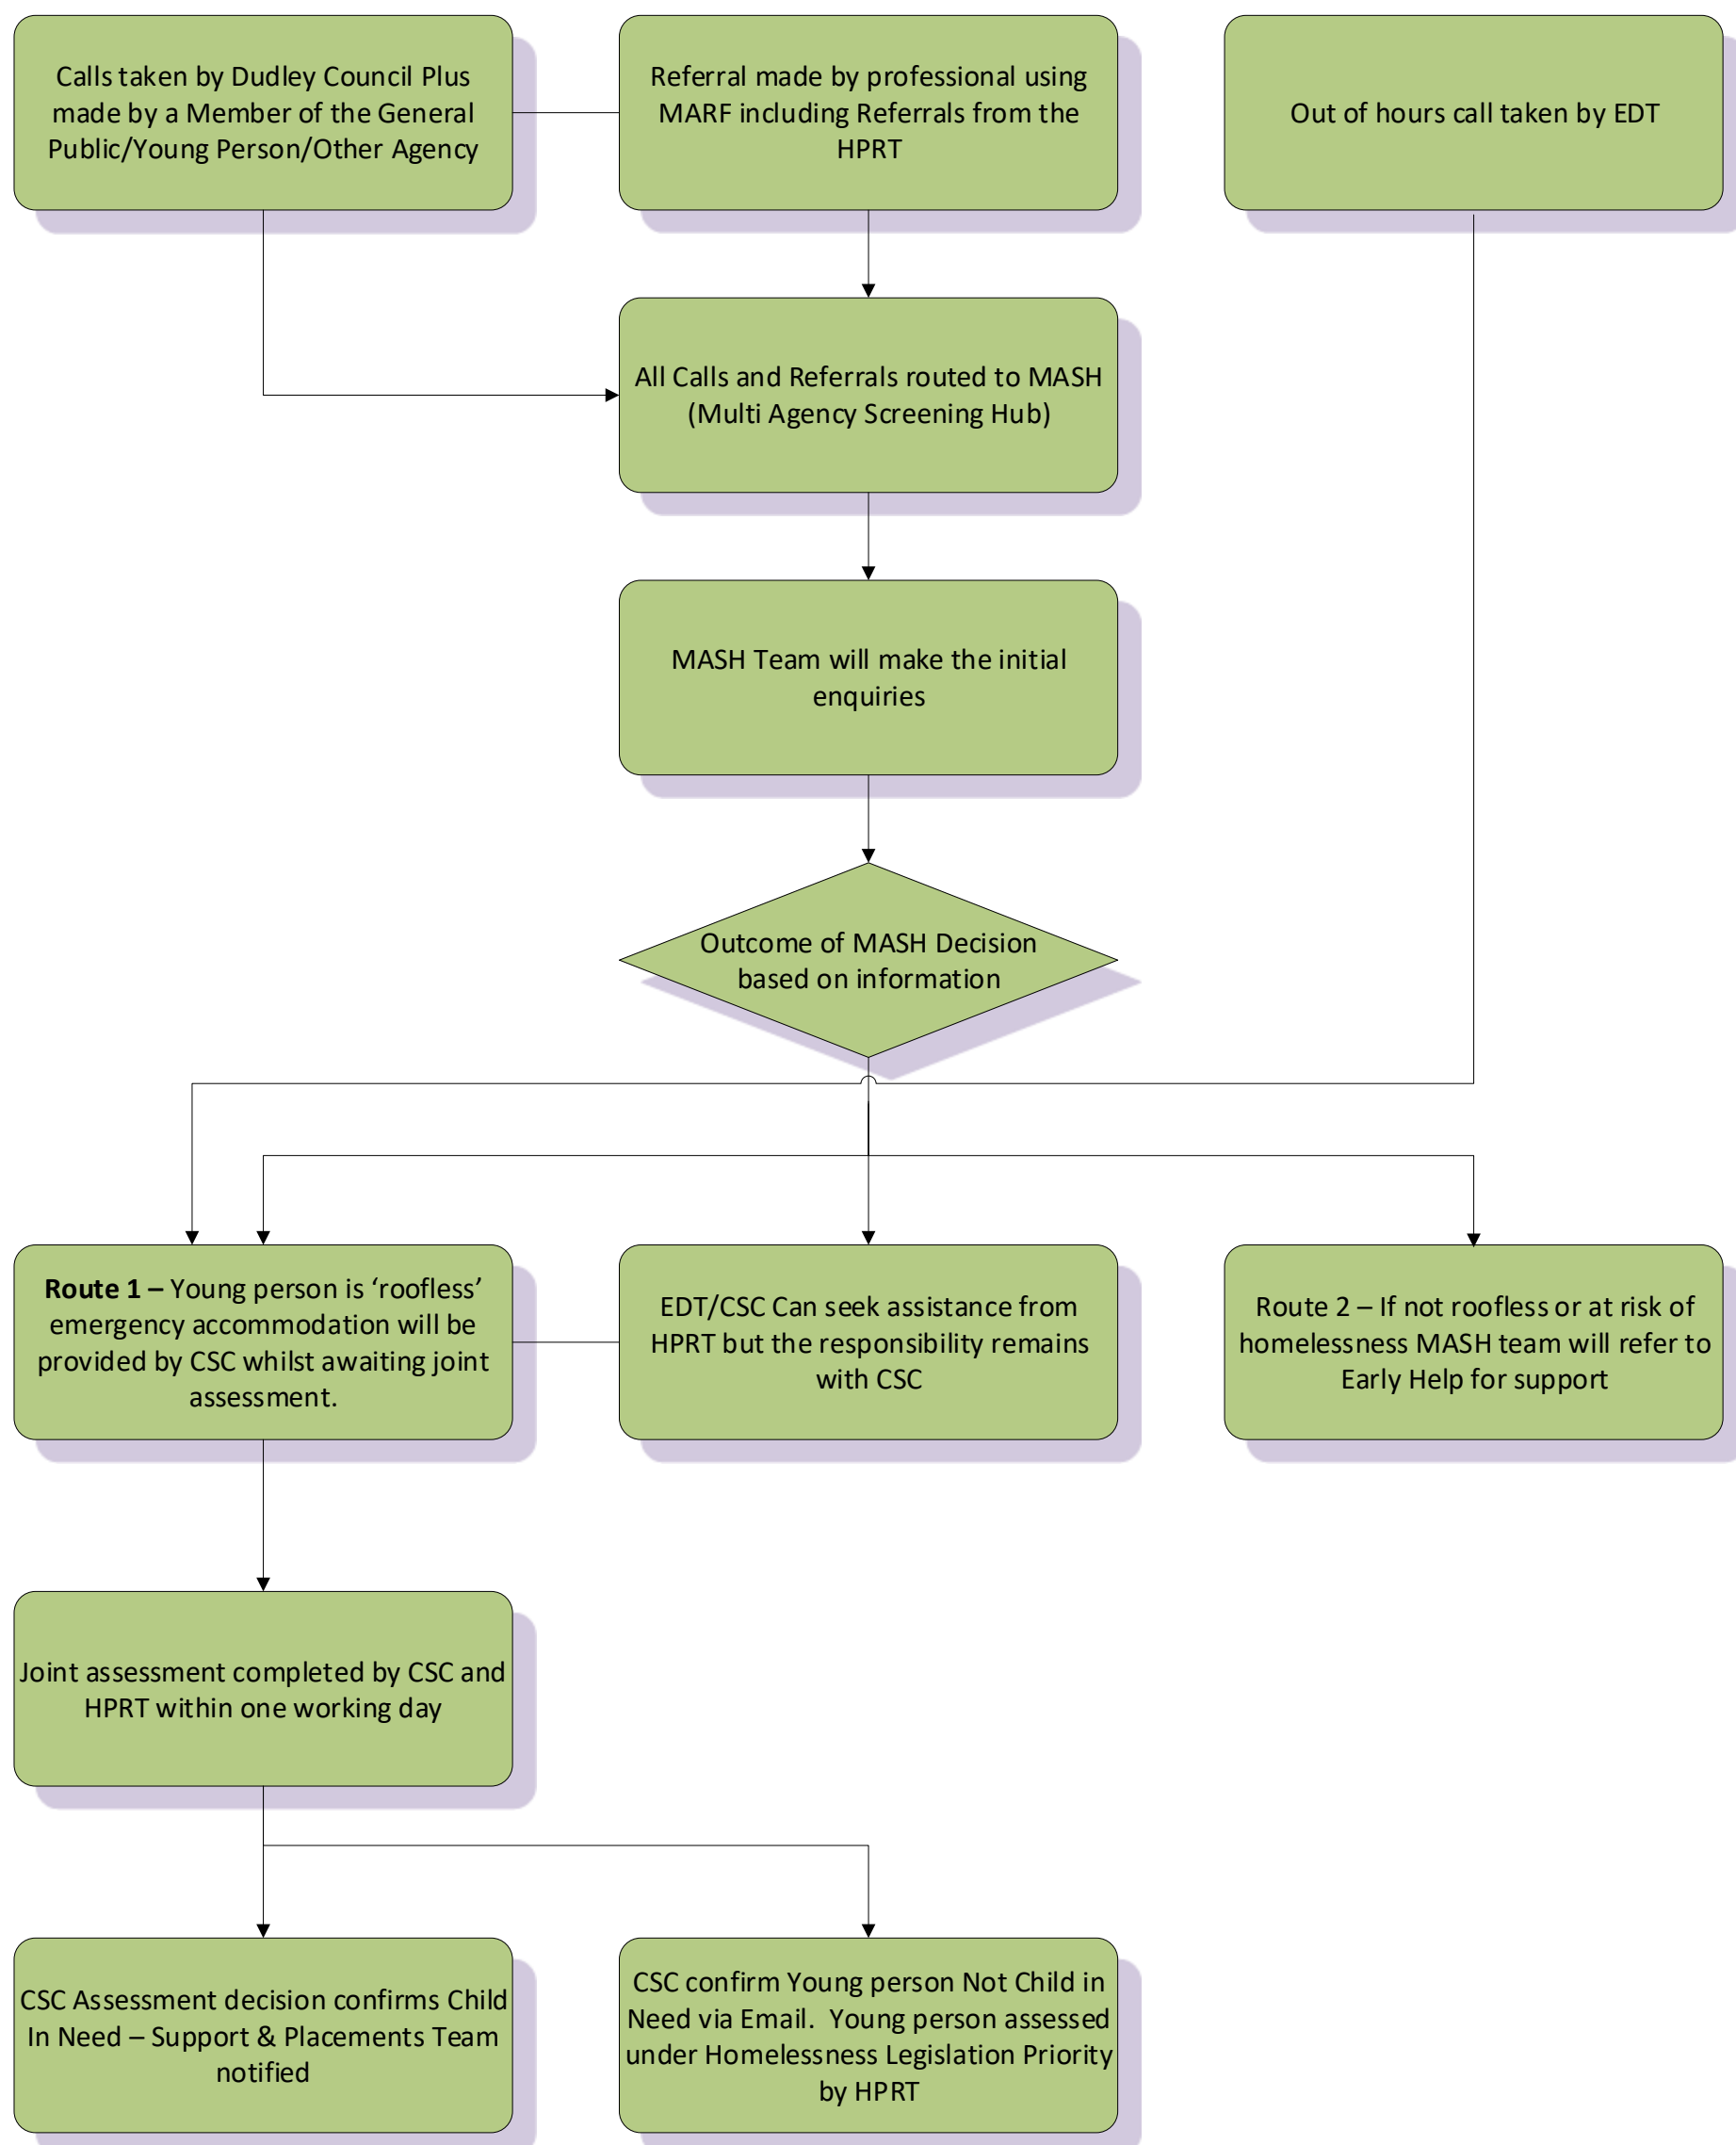 Calls taken by Dudley Council Plus
made by a Member of the General
Public/Young Person/Other Agency
Referral made by professional using
MARF including Referrals from the
HPRT
Out of hours call taken by EDT
All Calls and Referrals routed to MASH
(Multi Agency Screening Hub)
MASH Team will make the initial
enquiries
Outcome of MASH Decision
based on information
Route 1 – Young person is ‘roofless’
emergency accommodation will be
provided by CSC whilst awaiting joint
assessment.
EDT/CSC Can seek assistance from
HPRT but the responsibility remains
with CSC
Route 2 – If not roofless or at risk of
homelessness MASH team will refer to
Early Help for support
Joint assessment completed by CSC and
HPRT within one working day
CSC Assessment decision confirms Child
In Need – Support & Placements Team
notified
CSC confirm Young person Not Child in
Need via Email.  Young person assessed
under Homelessness Legislation Priority
by HPRT